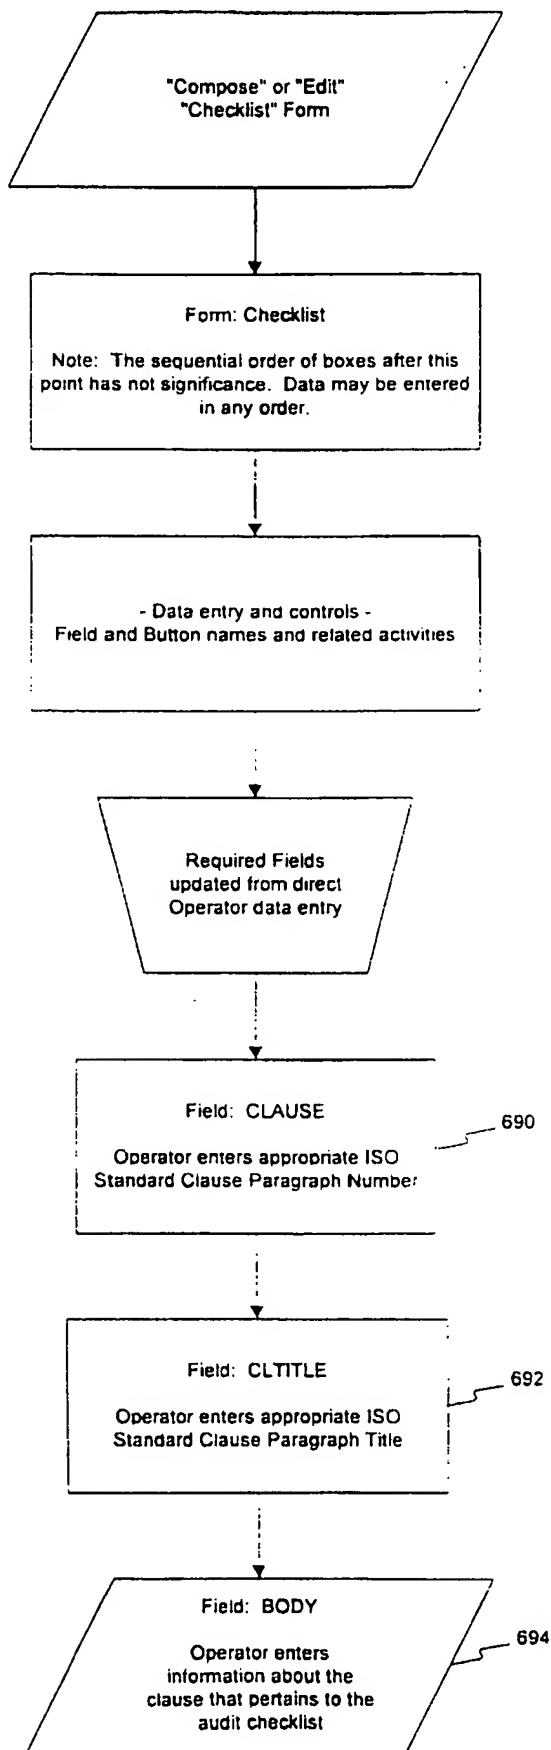 "Compose" or "Edit"
"Checklist" Form
Form: Checklist
Note: The sequential order of boxes after this
point has not significance. Data may be entered
in any order.
- Data entry and controls -
Field and Button names and related activities
Required Fields
updated from direct
Operator data entry
Field: CLAUSE
Operator enters appropriate ISO
Standard Clause Paragraph Number
690
Field: CLTITLE
Operator enters appropriate ISO
Standard Clause Paragraph Title
692
Field: BODY
Operator enters
information about the
clause that pertains to the
audit checklist
694